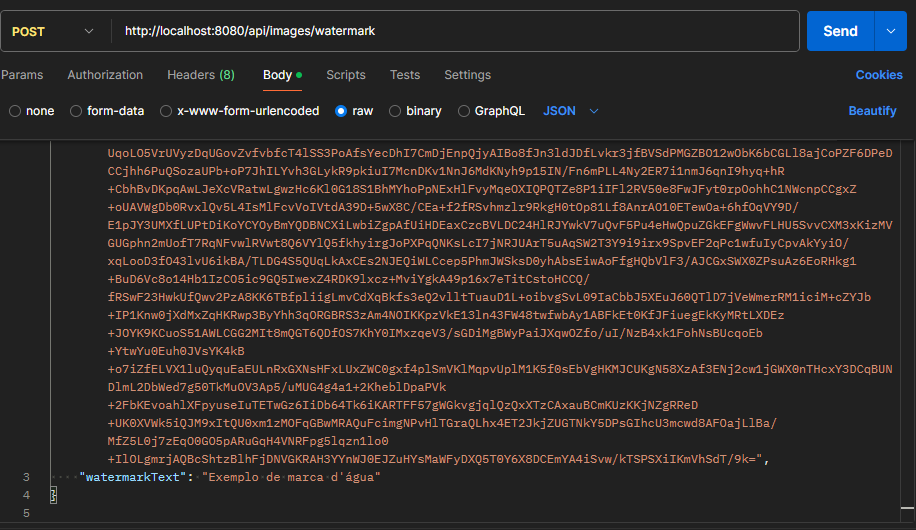 POST
http://localhost:8080/api/images/watermark
Send
Params
Authorization
Headers (8)
Body
Scripts
Tests
Settings
Cookies
none
form-data
x-www-form-urlencoded
raw
binary
GraphQL
JSON
Beautify
UqoLO5VrUVyzDqUGovZvfvbfcT4lSS3PoAfsYecDhI7CmDjEnpQjyAIBo8fJn3ldJDfLvkr3jfBVSdPMGZBO12wObK6bCGLl8ajCoPZF6DPeD
CCjhh6PuQSozaUPb+oP7JhILYvh3GLykR9pkiuI7McnDKv1NnJ6MdKNyh9p15IN/Fn6mPLL4Ny2ER7i1nmJ6qnI9hyq+hR
+CbhBvDKpqAwLJeXcVRatwLgwzHc6Kl0G18S1BhMYhoPpNExHlFvyMqeOXIQPQTZe8P1iIFl2RV50e8FwJFyt0rpOohhC1NWcnpCCgxZ
+oUAVWgDb0RvxlQv5L4IsMlFcvVoIVtdA39D+5wX8C/CEa+f2fRSvhmzlr9RkgH0tOp81Lf8AnrAO10ETewOa+6hfOqVY9D/
E1pJY3UMXfLUPtDiKoYCYOyBmYQDBNCXiLwbiZgpAfUiHDEaxCzcBVLDC24HlRJYWkV7uQvF5Pu4eHwQpuZGkEFgWwvFLHU5SvvCXM3xKizMV
GUGphn2mUofT7RqNFvwlRVWt8Q6VYlQ5fkhyirgJoPXPqQNKsLcI7jNRJUArT5uAqSW2T3Y9i9irx9SpvEF2qPc1wfuIyCpvAkYyiO/
xqLooD3fO43lvU6ikBA/TLDG4S5QUqLkAxCEs2NJEQiWLCcep5PhmJWSksD0yhAbsEiwAoFfgHQbVlF3/AJCGxSWX0ZPsuAz6EoRHkg1
+BuD6Vc8o14Hb1IzCO5ic9GQ5IwexZ4RDK9lxcz+MviYgkA49p16x7eTitCstoHCCQ/
fRSwF23HwkUfQwv2PzA8KK6TBfpliigLmvCdXqBkfs3eQ2vlltTuauD1L+oibvgSvL09IaCbbJ5XEuJ60QTlD7jVeWmerRM1iciM+cZYJb
+IP1Knw0jXdMxZqHKRwp3ByYhh3qORGBRS3zAm4NOIKKpzVkE13ln43FW48twfwbAy1ABFkEt0KfJFiuegEkKyMRtLXDEz
+JOYK9KCuoS51AWLCGG2MIt8mQGT6QDfOS7KhY0IMxzqeV3/sGDiMgBWyPaiJXqwOZfo/uI/NzB4xk1FohNsBUcqoEb
+YtwYu0Euh0JVsYK4kB
+o7iZfELVX1luQyquEaEULnRxGXNsHFxLUxZWC0gxf4plSmVKlMqpvUplM1K5f0sEbVgHKMJCUKgN58XzAf3ENj2cw1jGWX0nTHcxY3DCqBUN
DlmL2DbWed7g50TkMuOV3Ap5/uMUG4g4a1+2KheblDpaPVk
+2FbKEvoahlXFpyuseIuTETwGz6IiDb64Tk6iKARTFF57gWGkvgjqlQzQxXTzCAxauBCmKUzKKjNZgRReD
+UK0XVWk5iQJM9xItQU0xm1zMOFqGBwMRAQuFcimgNPvHlTGraQLhx4ET2JkjZUGTNkY5DPsGIhcU3mcwd8AFOajLlBa/
MfZ5L0j7zEqO0GO5pARuGqH4VNRFpg5lqzn1lo0
+IlOLgmrjAQBcShtzBlhFjDNVGKRAH3YYnWJ0EJZuHYsMaWFyDXQ5T0Y6X8DCEmYA4iSvw/kTSPSXiIKmVhSdT/9k=",
3 "watermarkText": "Exemplo de marca d'água"
4 }
5